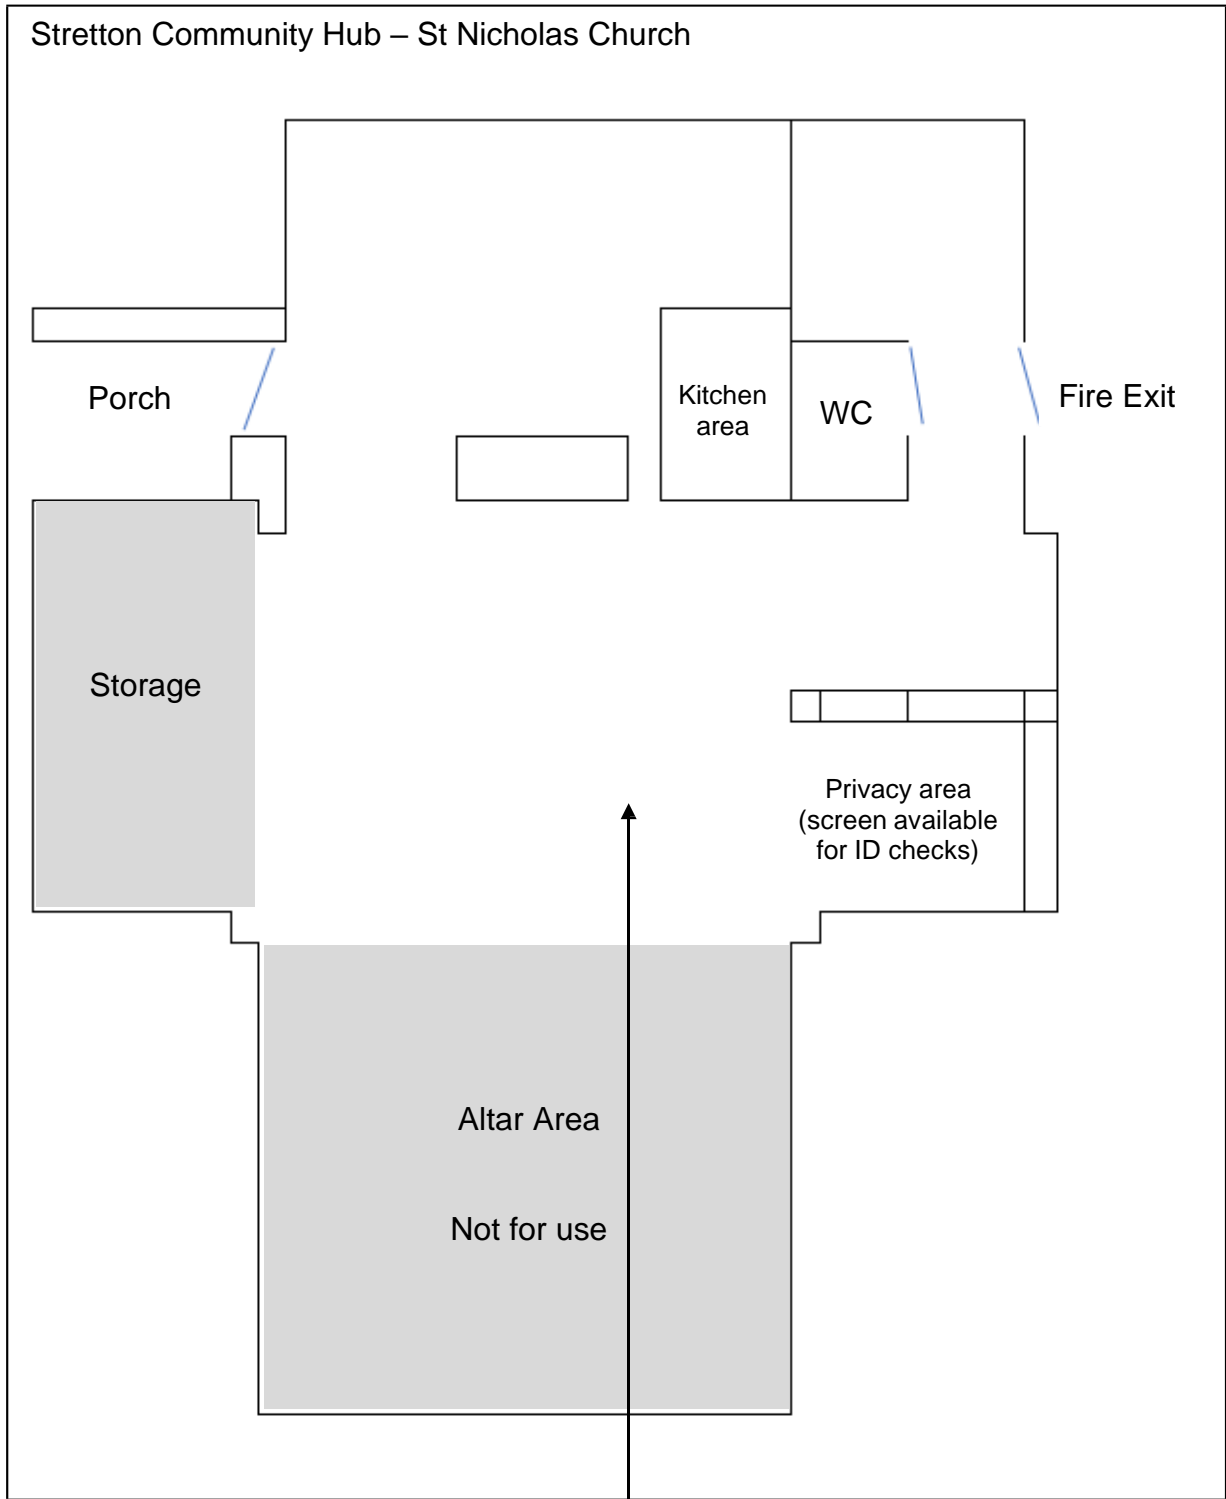 Stretton Community Hub – St Nicholas Church
Porch
Kitchen
area
WC
Fire Exit
Storage
Privacy area
(screen available
for ID checks)
Altar Area
Not for use